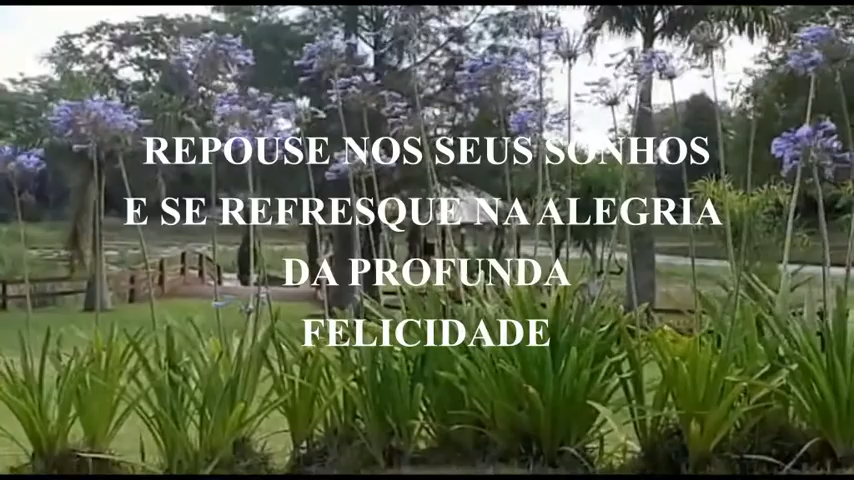 REPOUSE NOS SEUS SONHOS
E SE REFRESQUE NA ALEGRIA
DA PROFUNDA
FELICIDADE